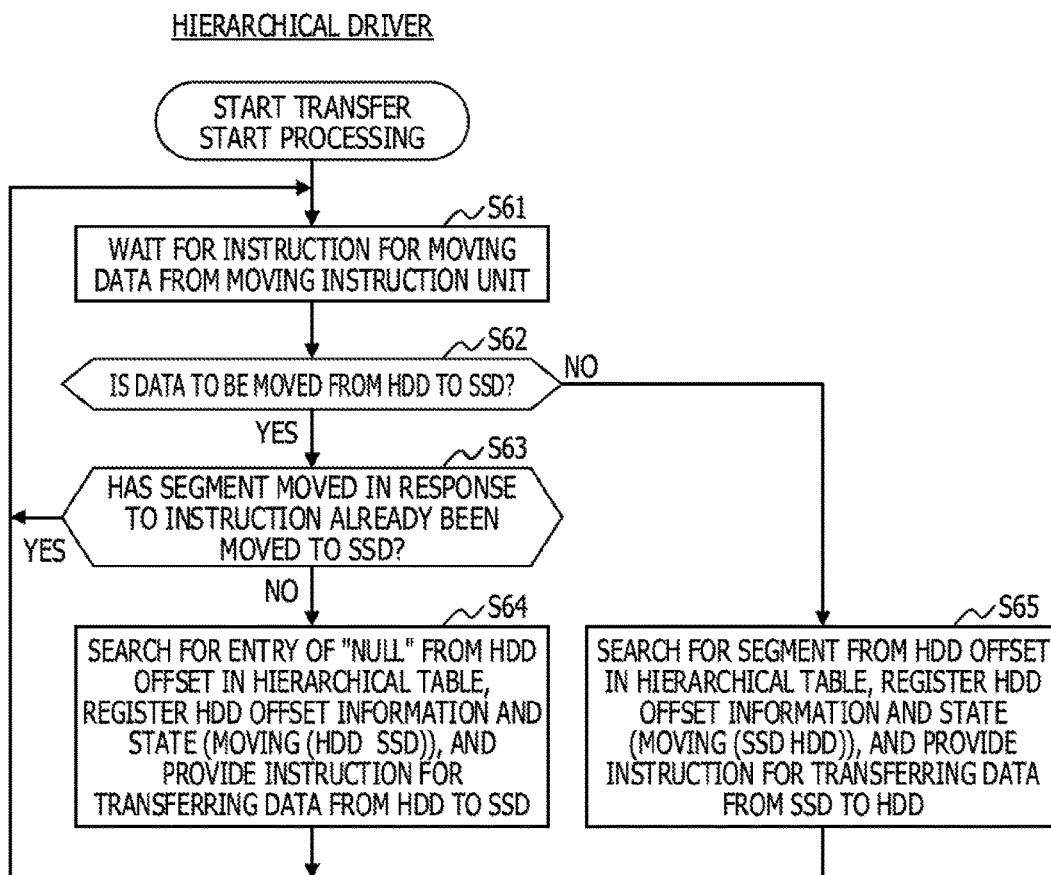 HIERARCHICAL DRIVER
START TRANSFER
START PROCESSING
S61
WAIT FOR INSTRUCTION FOR MOVING
DATA FROM MOVING INSTRUCTION UNIT
S62
IS DATA TO BE MOVED FROM HDD TO SSD?
NO
YES
S63
HAS SEGMENT MOVED IN RESPONSE
TO INSTRUCTION ALREADY BEEN
MOVED TO SSD?
YES
NO
S64
SEARCH FOR ENTRY OF "NULL" FROM HDD
OFFSET IN HIERARCHICAL TABLE,
REGISTER HDD OFFSET INFORMATION AND
STATE (MOVING (HDD SSD)), AND
PROVIDE INSTRUCTION FOR
TRANSFERRING DATA FROM HDD TO SSD
S65
SEARCH FOR SEGMENT FROM HDD OFFSET
IN HIERARCHICAL TABLE, REGISTER HDD
OFFSET INFORMATION AND STATE
(MOVING (SSD HDD)), AND PROVIDE
INSTRUCTION FOR TRANSFERRING DATA
FROM SSD TO HDD